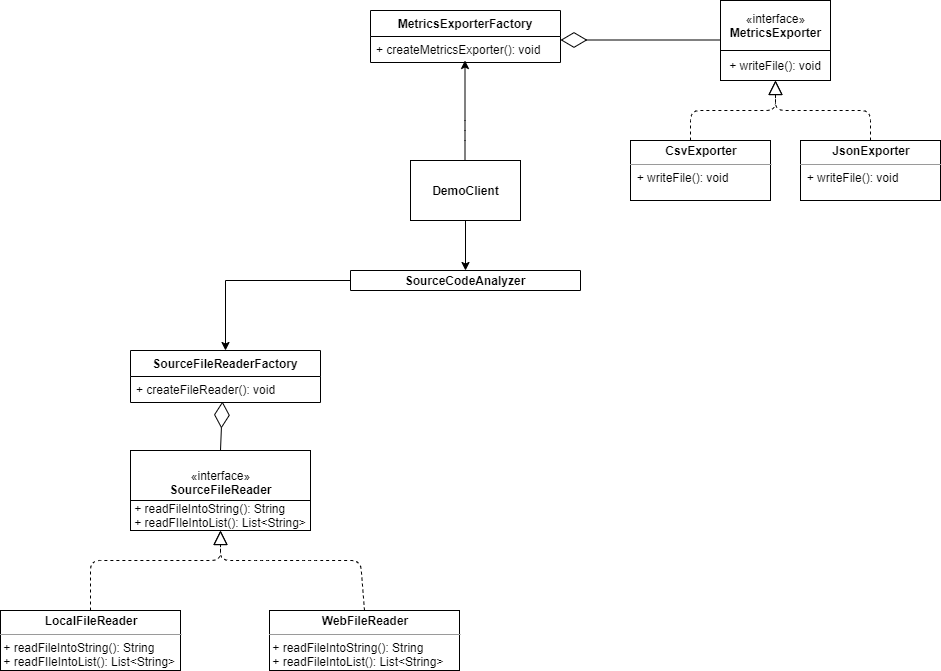 MetricsExporterFactory
+ createMetricsExporter(): void
«interface»
MetricsExporter
+ writeFile(): void
CsvExporter
+ writeFile(): void
JsonExporter
+ writeFile(): void
DemoClient
SourceCodeAnalyzer
SourceFileReaderFactory
+ createFileReader(): void
«interface»
SourceFileReader
+ readFileIntoString(): String
+ readFIleIntoList(): List<String>
LocalFileReader
+ readFIleIntoString(): String
+ readFIleIntoList(): List<String>
WebFileReader
+ readFIleIntoString(): String
+ readFIleIntoList(): List<String>